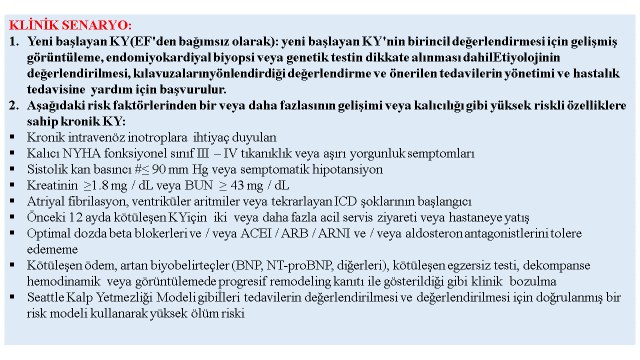 KLİNİK SENARYO:
1. Yeni başlayan KY(EF'den bağımsız olarak): yeni başlayan KY'nin birincil değerlendirmesi için gelişmiş
görüntüleme, endomiyokardiyal biyopsi veya genetik testin dikkate alınması dahilEtiyolojinin
değerlendirilmesi, kılavuzalarınyönlendirdiği değerlendirme ve önerilen tedavilerin yönetimi ve hastalık
tedavisine yardım için başvurulur.
2. Aşağıdaki risk faktörlerinden bir veya daha fazlasının gelişimi veya kalıcılığı gibi yüksek riskli özelliklere
sahip kronik KY:
▪ Kronik intravenöz inotroplara ihtiyaç duyulan
▪ Kalıcı NYHA fonksiyonel sınıf III – IV tıkanıklık veya aşırı yorgunluk semptomları
▪ Sistolik kan basıncı #≤ 90 mm Hg veya semptomatik hipotansiyon
▪ Kreatinin ≥1.8 mg / dL veya BUN ≥ 43 mg / dL
▪ Atriyal fibrilasyon, ventriküler aritmiler veya tekrarlayan ICD şoklarının başlangıcı
▪ Önceki 12 ayda kötüleşen KYiçin iki veya daha fazla acil servis ziyareti veya hastaneye yatış
▪ Optimal dozda beta blokerleri ve / veya ACEI / ARB / ARNI ve / veya aldosteron antagonistlerini tolere
edememe
▪ Kötüleşen ödem, artan biyobelirteçler (BNP, NT-proBNP, diğerleri), kötüleşen egzersiz testi, dekompanse
hemodinamik veya görüntülemede progresif remodeling kanıtı ile gösterildiği gibi klinik bozulma
▪ Seattle Kalp Yetmezliği Modeli gibiİleri tedavilerin değerlendirilmesi ve değerlendirilmesi için doğrulanmış bir
risk modeli kullanarak yüksek ölüm riski